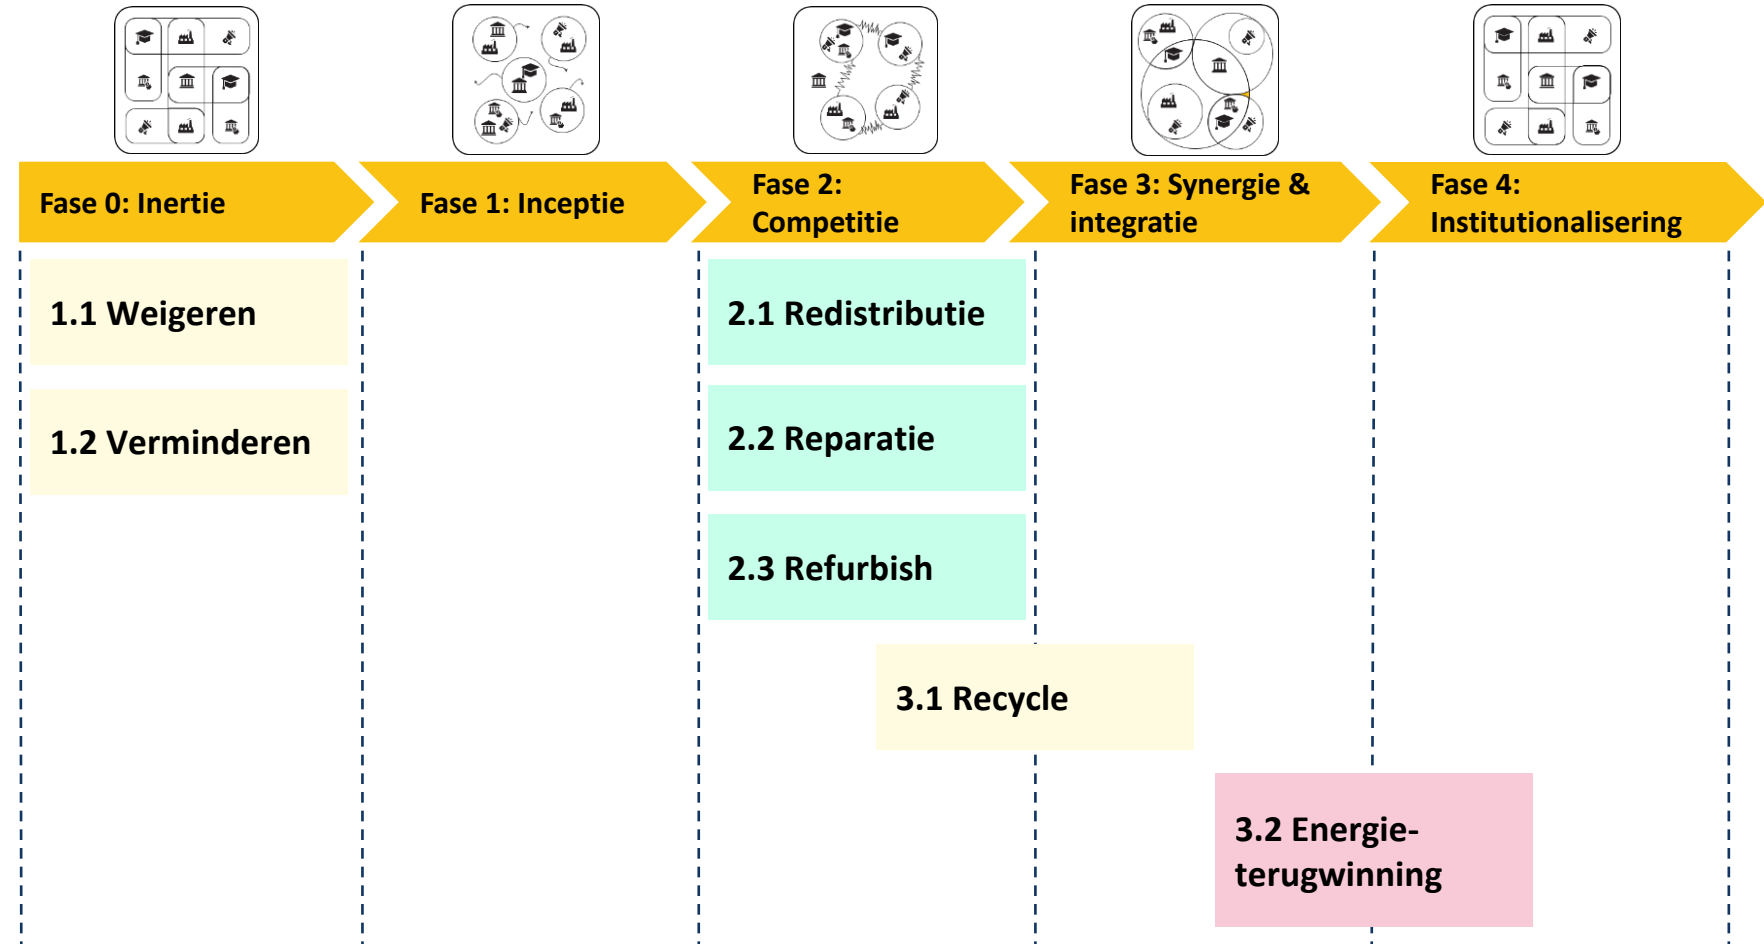 Fase 0: Inertie
Fase 1: Inceptie
Fase 2:
Competitie
Fase 3: Synergie &
integratie
Fase 4:
Institutionalisering
1.1 Weigeren
2.1 Redistributie
1.2 Verminderen
2.2 Reparatie
2.3 Refurbish
3.1 Recycle
3.2 Energie-
terugwinning